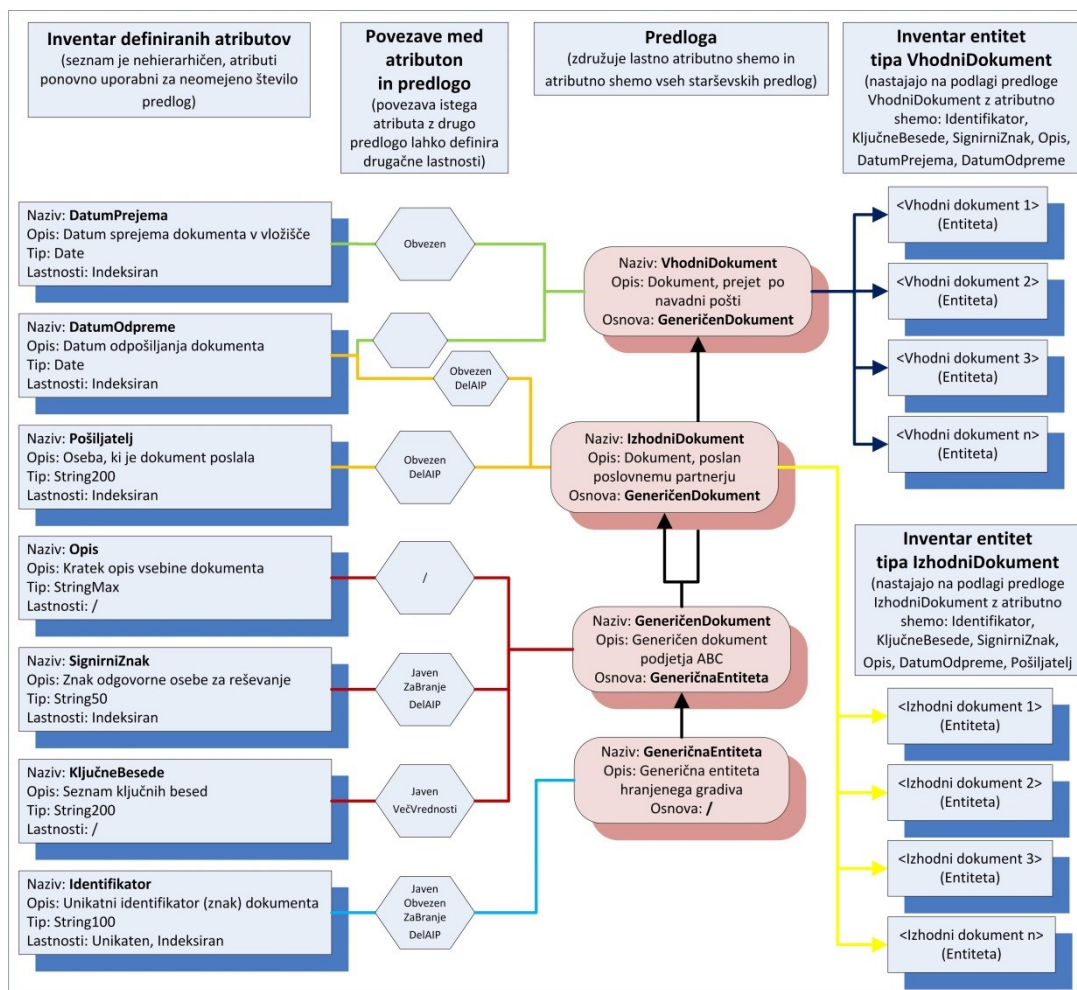 Inventar definiranih atributov
(seznam je nehierarhičen, atributi
ponovno uporabni za neomejeno število
predlog)
Povezave med
atributon
in predlogo
(povezava istega
atributa z drugo
predlogo lahko definira
drugačne lastnosti)
Predloga
(združuje lastno atributno shemo in
atributno shemo vseh starševskih predlog)
Inventar entitet
tipa VhodniDokument
(nastajajo na podlagi predloge
VhodniDokument z atributno
shemo: Identifikator,
KljučneBesede, SignirniZnak, Opis,
DatumPrejema, DatumOdpreme)
Naziv: DatumPrejema
Opis: Datum sprejema dokumenta v vložišče
Tip: Date
Lastnosti: Indeksiran
Naziv: DatumOdpreme
Opis: Datum odpošiljanja dokumenta
Tip: Date
Lastnosti: Indeksiran
Naziv: Pošiljatelj
Opis: Oseba, ki je dokument poslala
Tip: String200
Lastnosti: Indeksiran
Naziv: Opis
Opis: Kratek opis vsebine dokumenta
Tip: StringMax
Lastnosti: /
Naziv: SignirniZnak
Opis: Znak odgovorne osebe za reševanje
Tip: String50
Lastnosti: Indeksiran
Naziv: KljučneBesede
Opis: Seznam ključnih besed
Tip: String200
Lastnosti: /
Naziv: Identifikator
Opis: Unikatni identifikator (znak) dokumenta
Tip: String100
Lastnosti: Unikaten, Indeksiran
Obvezen
Obvezen
DelAIP
Obvezen
DelAIP
/
Javen
ZaBranje
DelAIP
Javen
VečVrednosti
Javen
Obvezen
ZaBranje
DelAIP
Naziv: VhodniDokument
Opis: Dokument, prejet po
navadni pošti
Osnova: GeneričenDokument
Naziv: IzhodniDokument
Opis: Dokument, poslan
poslovnemu partnerju
Osnova: GeneričenDokument
Naziv: GeneričenDokument
Opis: Generičen dokument
podjetja ABC
Osnova: GeneričnaEntiteta
Naziv: GeneričnaEntiteta
Opis: Generična entiteta
hranjenega gradiva
Osnova: /
<Vhodni dokument 1>
(Entiteta)
<Vhodni dokument 2>
(Entiteta)
<Vhodni dokument 3>
(Entiteta)
<Vhodni dokument n>
(Entiteta)
Inventar entitet
tipa IzhodniDokument
(nastajajo na podlagi predloge
IzhodniDokument z atributno
shemo: Identifikator,
KljučneBesede, SignirniZnak,
Opis, DatumOdpreme, Pošiljatelj)
<Izhodni dokument 1>
(Entiteta)
<Izhodni dokument 2>
(Entiteta)
<Izhodni dokument 3>
(Entiteta)
<Izhodni dokument n>
(Entiteta)